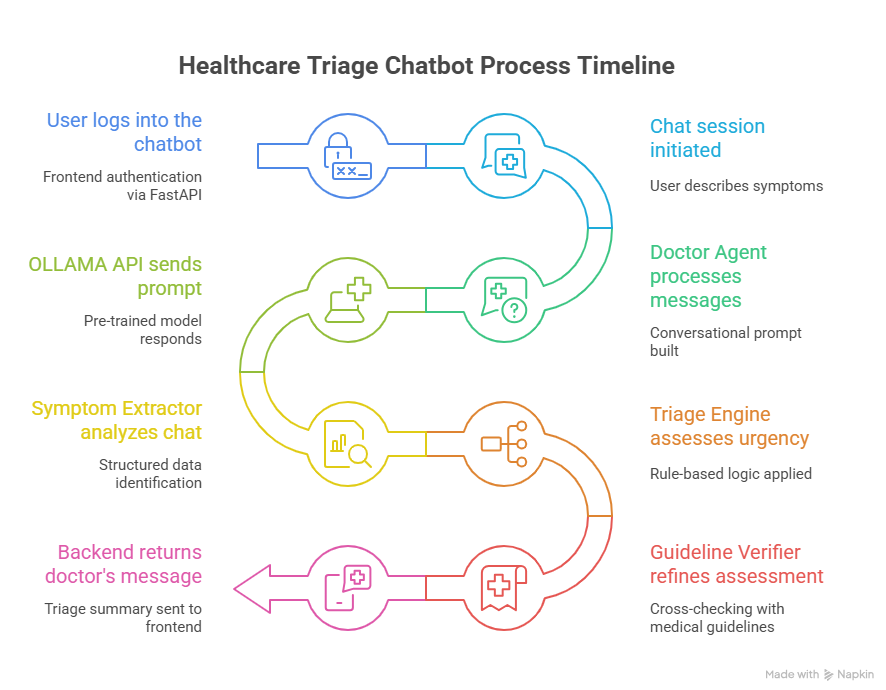 Healthcare Triage Chatbot Process Timeline
User logs into the
chatbot
Frontend authentication
via FastAPI
Chat session
initiated
User describes symptoms
Doctor Agent
processes
messages
Conversational prompt
built
OLLAMA API sends
prompt
Pre-trained model
responds
Symptom Extractor
analyzes chat
Structured data
identification
Triage Engine
assesses urgency
Rule-based logic applied
Guideline Verifier
refines assessment
Cross-checking with
medical guidelines
Backend returns
doctor's message
Triage summary sent to
frontend
Made with Napkin